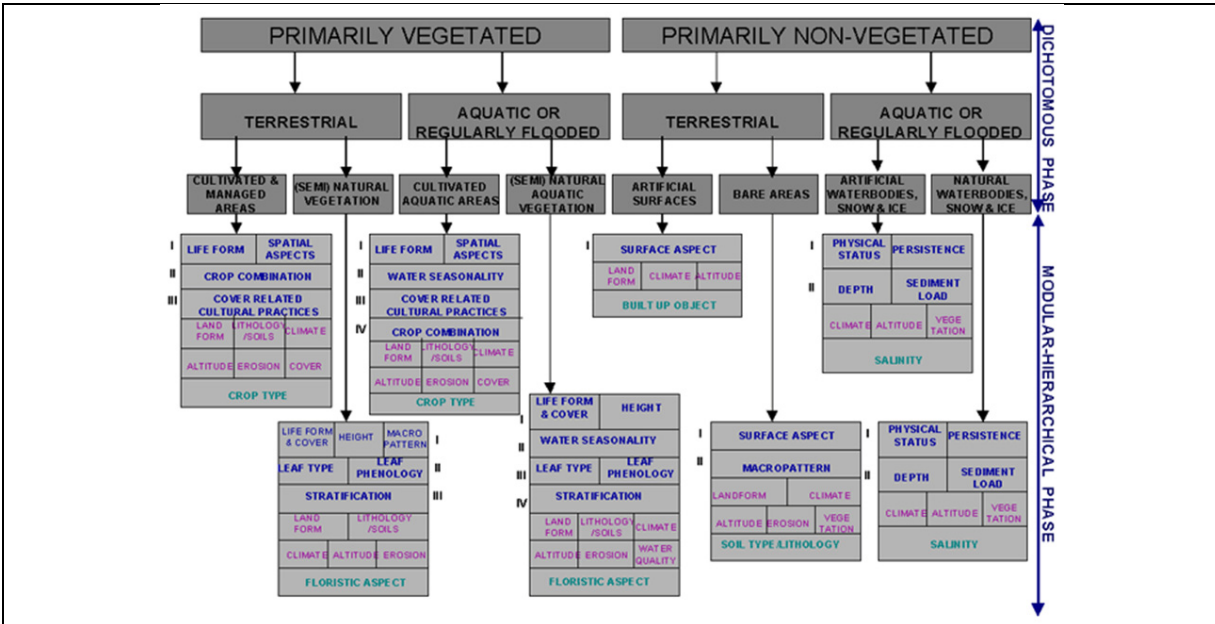 PRIMARILY VEGETATED
PRIMARILY NON-VEGETATED
DICHOTOMOUS PHASE
TERRESTRIAL
AQUATIC OR
REGULARLY FLOODED
TERRESTRIAL
AQUATIC OR
REGULARLY FLOODED
CULTIVATED &
MANAGED
AREAS
(SEMI) NATURAL
VEGETATION
CULTIVATED
AQUATIC AREAS
(SEMI) NATURAL
AQUATIC
VEGETATION
ARTIFICIAL
SURFACES
BARE AREAS
ARTIFICIAL
WATERBODIES,
SNOW & ICE
NATURAL
WATERBODIES,
SNOW & ICE
MODULAR-HIERARCHICAL PHASE
I
LIFE FORM
SPATIAL
ASPECTS
II
CROP COMBINATION
III
COVER RELATED
CULTURAL PRACTICES
LAND
FORM
LITHOLOGY
/SOILS
CLIMATE
ALTITUDE
EROSION
COVER
CROP TYPE
I
LIFE FORM
SPATIAL
ASPECTS
II
WATER SEASONALITY
III
COVER RELATED
CULTURAL PRACTICES
IV
CROP COMBINATION
LAND
FORM
LITHOLOGY
/SOILS
CLIMATE
ALTITUDE
EROSION
COVER
CROP TYPE
I
SURFACE ASPECT
LAND
FORM
CLIMATE
ALTITUDE
BUILT UP OBJECT
I
PHYSICAL
STATUS
PERSISTENCE
II
DEPTH
SEDIMENT
LOAD
CLIMATE
ALTITUDE
VEGE
TATION
SALINITY
LIFE FORM
& COVER
HEIGHT
MACRO
PATTERN
I
LEAF TYPE
LEAF
PHENOLOGY
II
STRATIFICATION
III
LAND
FORM
LITHOLOGY
/SOILS
CLIMATE
ALTITUDE
EROSION
FLORISTIC ASPECT
I
LIFE FORM
& COVER
HEIGHT
II
WATER SEASONALITY
III
LEAF TYPE
LEAF
PHENOLOGY
IV
STRATIFICATION
LAND
FORM
LITHOLOGY
/SOILS
CLIMATE
ALTITUDE
EROSION
WATER
QUALITY
FLORISTIC ASPECT
I
SURFACE ASPECT
II
MACROPATTERN
LANDFORM
CLIMATE
ALTITUDE
EROSION
VEGE
TATION
SOIL TYPE/LITHOLOGY
I
PHYSICAL
STATUS
PERSISTENCE
II
DEPTH
SEDIMENT
LOAD
CLIMATE
ALTITUDE
VEGE
TATION
SALINITY